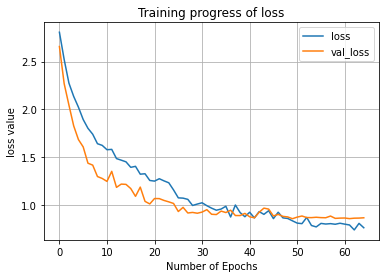 Training progress of loss
loss
val_loss
loss value
2.5
2.0
1.5
1.0
0 10 20 30 40 50 60
Number of Epochs